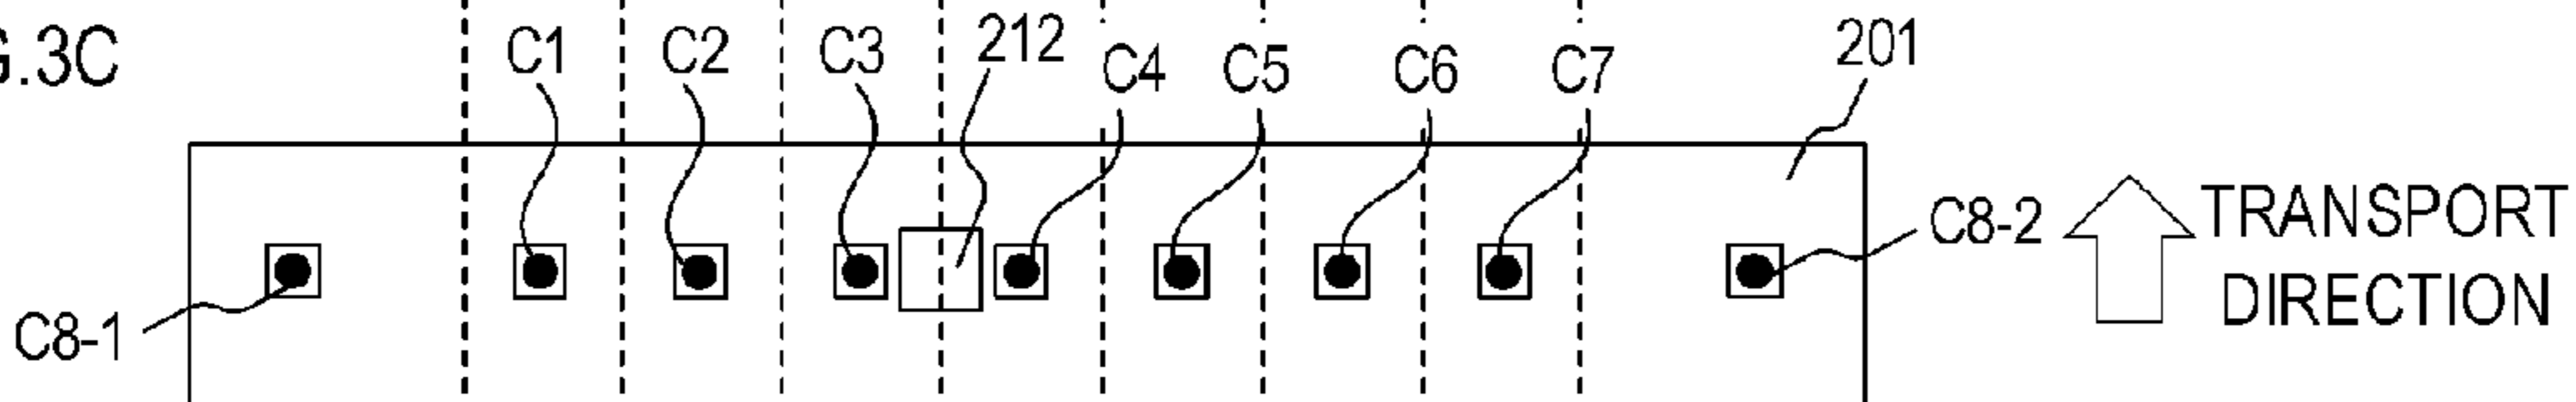 G.3C
C1 C2 C3 212 C4 C5 C6 C7 201
C8-1
C8-2
TRANSPORT
DIRECTION